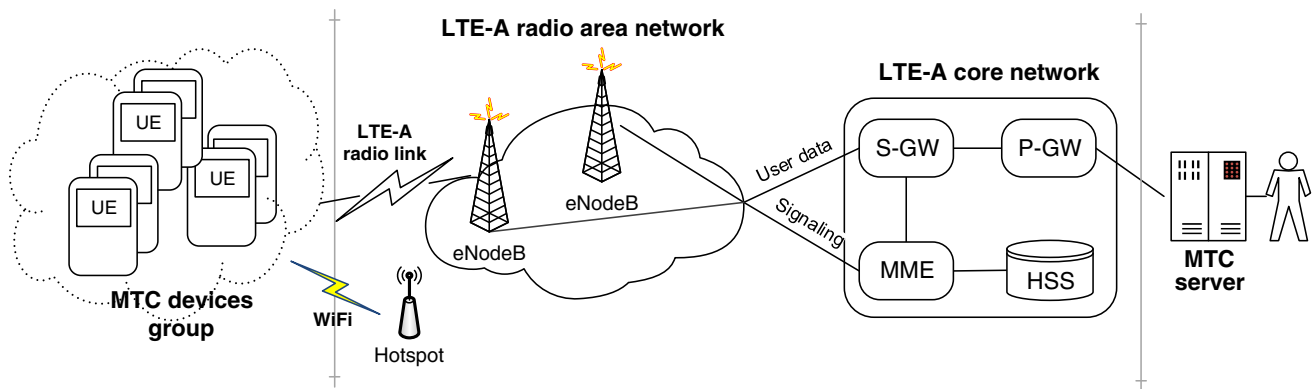 LTE-A radio area network
LTE-A core network
UE
UE
UE
LTE-A
radio link
eNodeB
eNodeB
User data
Signaling
S-GW
P-GW
MME
HSS
MTC
server
MTC devices
group
WiFi
Hotspot